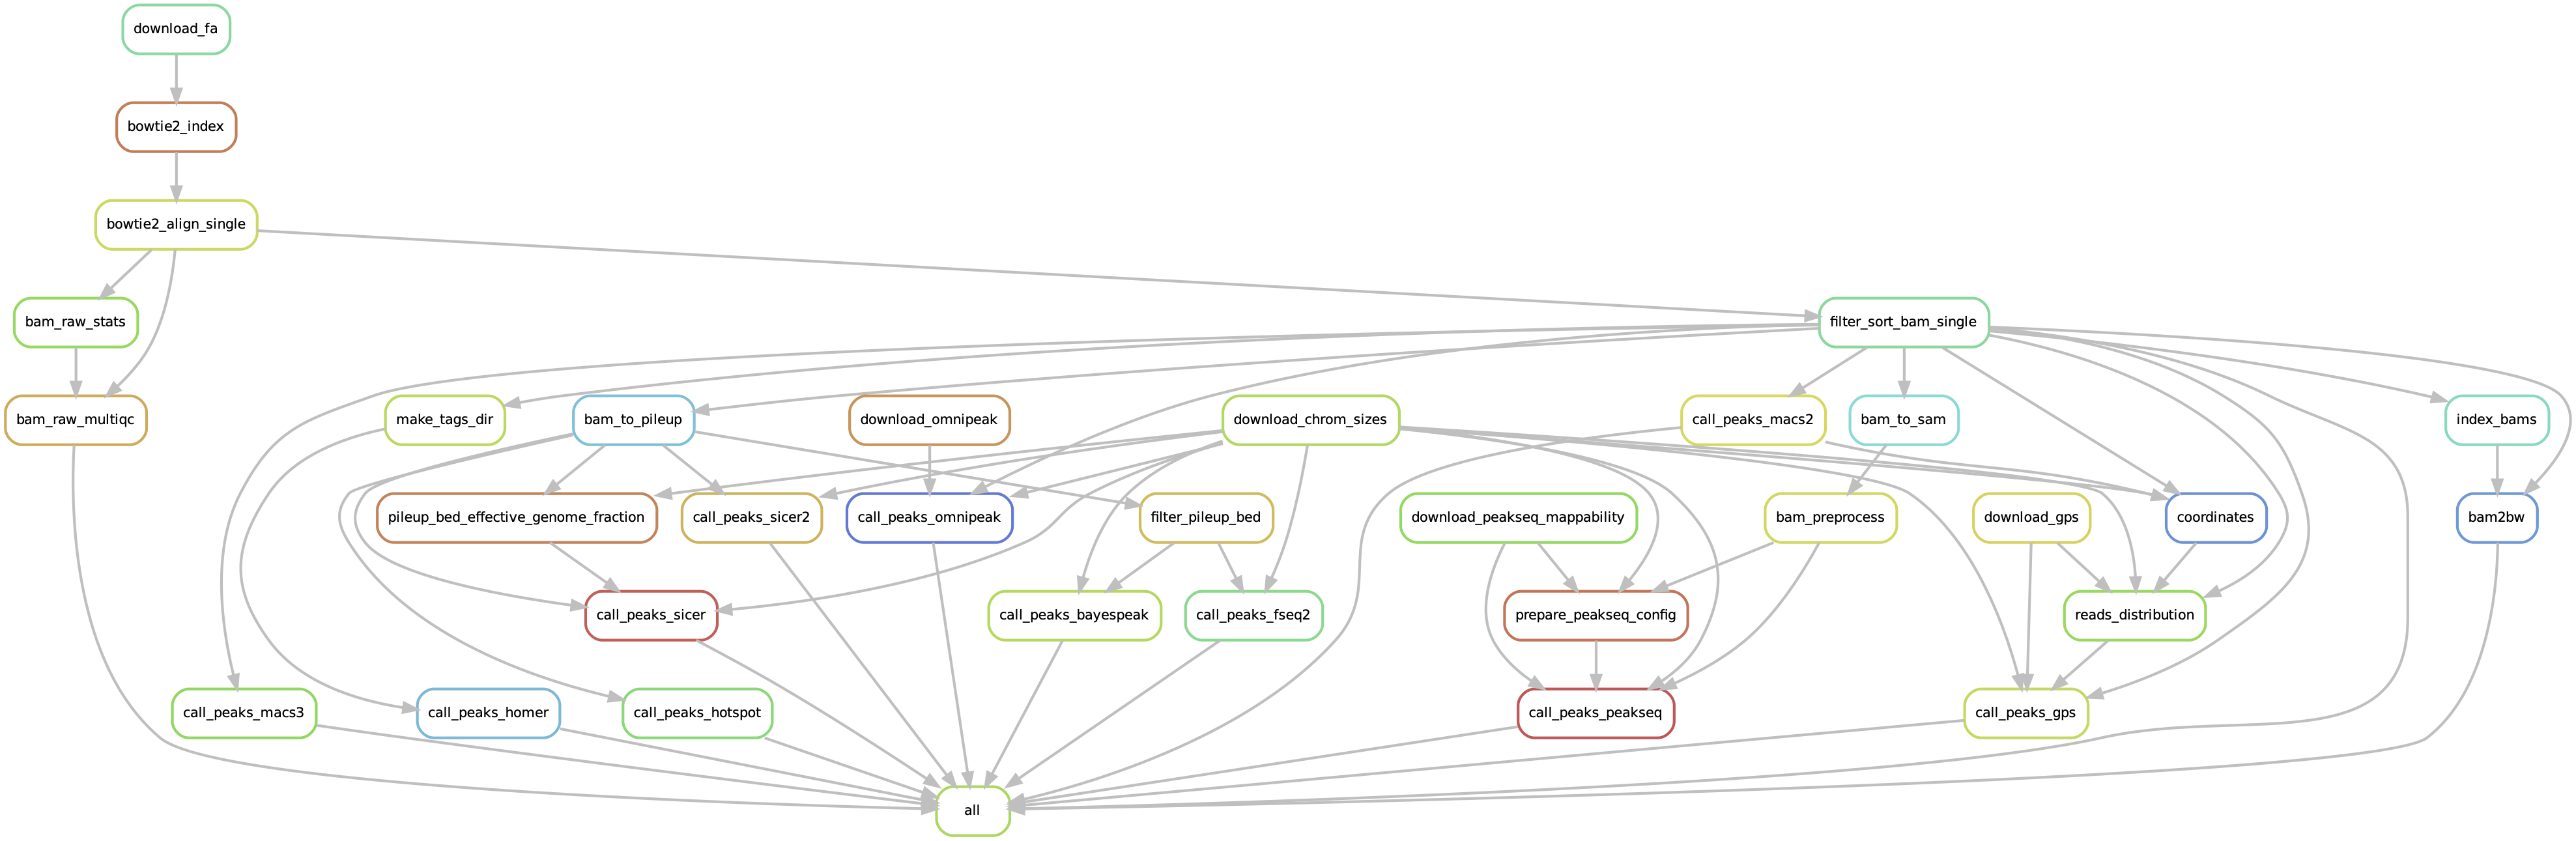 download_fa
bowtie2_index
bowtie2_align_single
bam_raw_stats
filter_sort_bam_single
bam_raw_multiqc
make_tags_dir
bam_to_pileup
download_omnipeak
download_chrom_sizes
call_peaks_macs2
bam_to_sam
index_bams
pileup_bed_effective_genome_fraction
call_peaks_sicer2
call_peaks_omnipeak
filter_pileup_bed
download_peakseq_mappability
bam_preprocess
download_gps
coordinates
bam2bw
call_peaks_sicer
call_peaks_bayespeak
call_peaks_fseq2
prepare_peakseq_config
reads_distribution
call_peaks_macs3
call_peaks_homer
call_peaks_hotspot
call_peaks_peakseq
call_peaks_gps
all